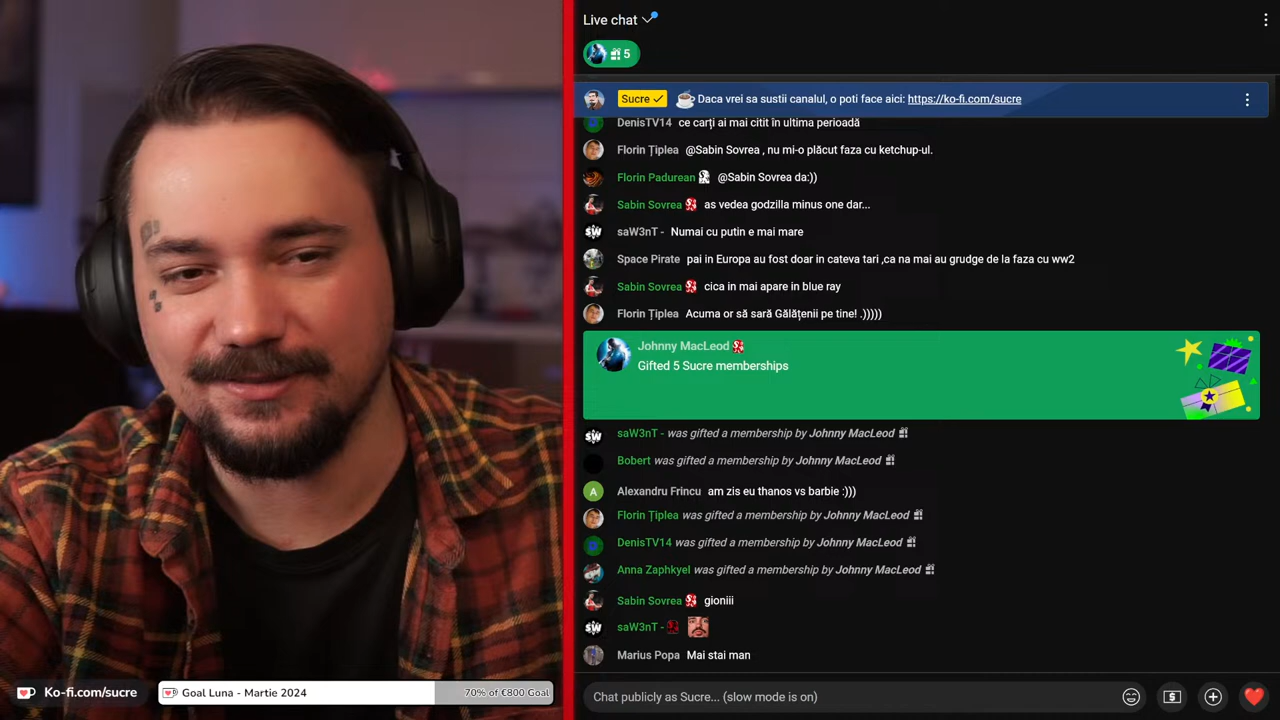 Live chat
5
Sucre Daca vrei sa sustii canalul, o poti face aici: https://ko-fi.com/sucre
DenisTV14 ce carți ai mai citit în ultima perioadă
Florin Țiplea @Sabin Sovrea , nu mi-o plăcut faza cu ketchup-ul.
Florin Padurean @Sabin Sovrea da:))
Sabin Sovrea as vedea godzilla minus one dar...
saW3nT - Numai cu putin e mai mare
Space Pirate pai in Europa au fost doar in cateva tari ,ca na mai au grudge de la faza cu ww2
Sabin Sovrea cica in mai apare in blue ray
Florin Țiplea Acuma or să sară Gălățenii pe tine! .)))))
Johnny MacLeod
Gifted 5 Sucre memberships
saW3nT - was gifted a membership by Johnny MacLeod
Bobert was gifted a membership by Johnny MacLeod
A Alexandru Frincu am zis eu thanos vs barbie :)))
Florin Țiplea was gifted a membership by Johnny MacLeod
DenisTV14 was gifted a membership by Johnny MacLeod
Anna Zaphkyel was gifted a membership by Johnny MacLeod
Sabin Sovrea gioniii
saW3nT -
Marius Popa Mai stai man
Chat publicly as Sucre... (slow mode is on)
Ko-fi.com/sucre
Goal Luna - Martie 2024 70% of €800 Goal